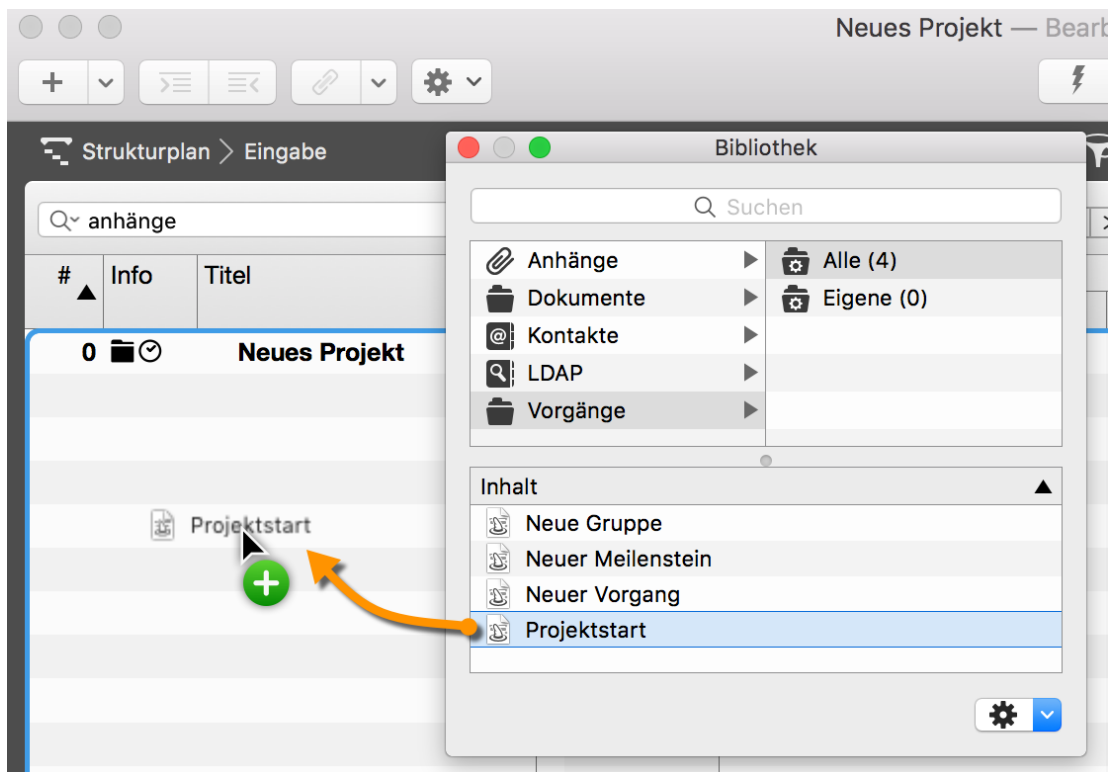 Neues Projekt — Bearb
Strukturplan > Eingabe
Bibliothek
anhänge
Suchen
# Info Titel
Anhänge
Dokumente
Kontakte
LDAP
Vorgänge
Alle (4)
Eigene (0)
0 Neues Projekt
Inhalt
Neue Gruppe
Neuer Meilenstein
Neuer Vorgang
Projektstart
Projektstart